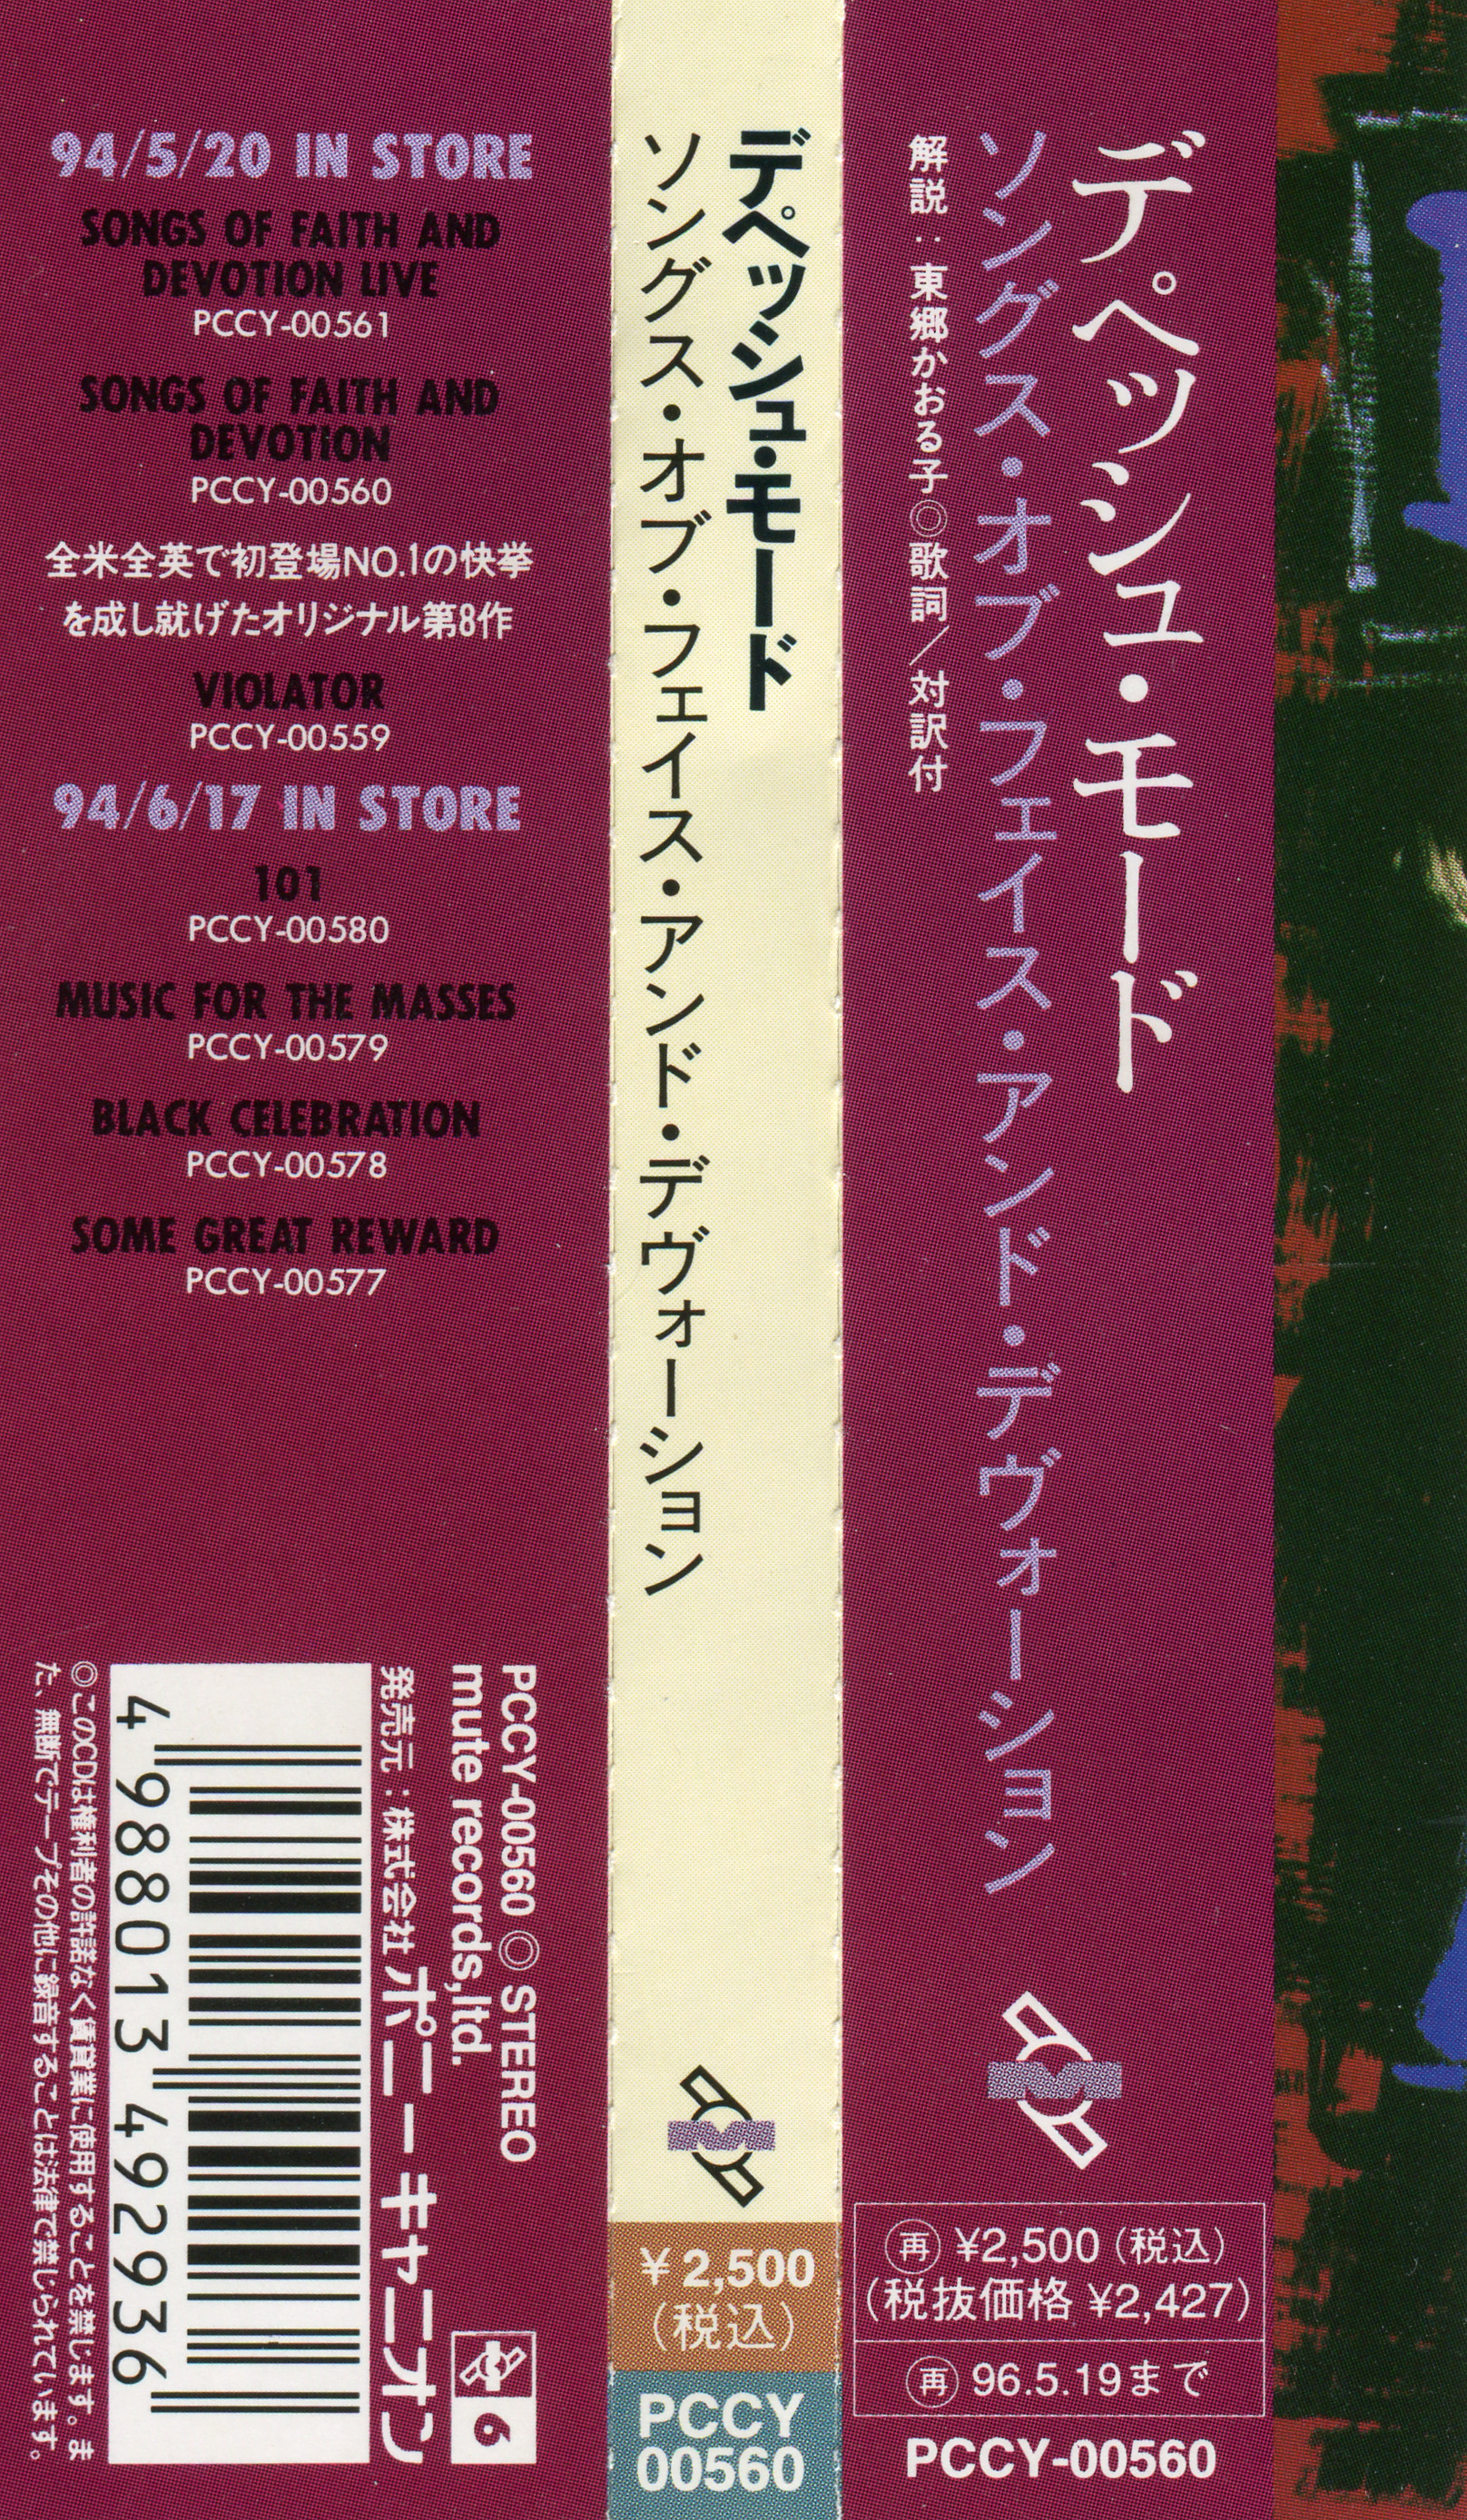 94/5/20 IN STORE
SONGS OF FAITH AND
DEVOTION LIVE
PCCY-00561
SONGS OF FAITH AND
DEVOTION
PCCY-00560
全米全英で初登場NO.1の快挙
を成し就げたオリジナル第8作
VIOLATOR
PCCY-00559
94/6/17 IN STORE
101
PCCY-00580
MUSIC FOR THE MASSES
PCCY-00579
BLACK CELEBRATION
PCCY-00578
SOME GREAT REWARD
PCCY-00577
PCCY-00560 ◎ STEREO
mute records,ltd.
発売元：株式会社ポニーキャニオン
6
4 988013 492936
◎このCDは権利者の許諾なく賃貸業に使用することを禁じます。ま
た、無断でテープその他に録音することは法律で禁じられています。
デペッシュ・モード
ソングス・オブ・フェイス・アンド・デヴォーション
¥2,500
（税込）
PCCY
00560
デペッシュ・モード
ソングス・オブ・フェイス・アンド・デヴォーション
解説：東郷かおる子◎歌詞／対訳付
㊢ ¥2,500（税込）
（税抜価格 ¥2,427）
再 96.5.19まで
PCCY-00560